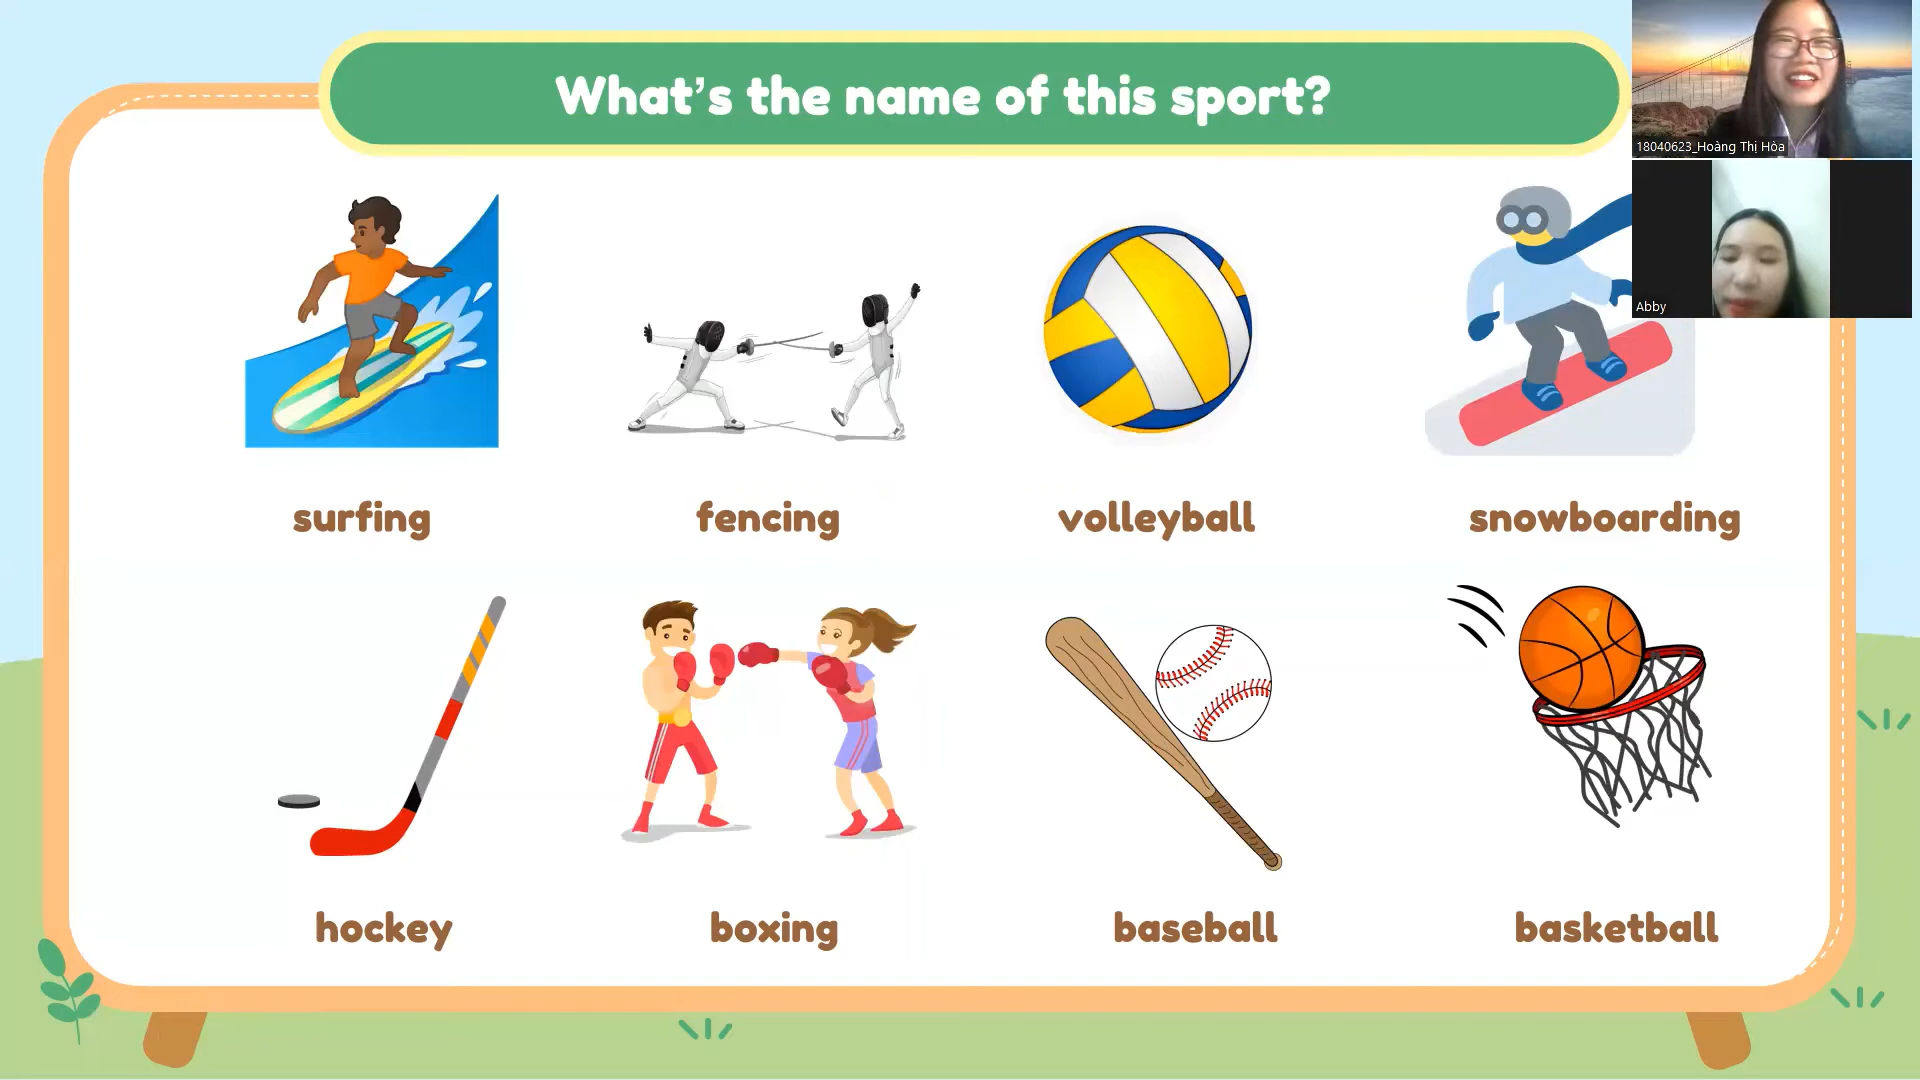 What's the name of this sport?
18040623_Hoàng Thị Hòa
Abby
surfing
fencing
volleyball
snowboarding
hockey
boxing
baseball
basketball